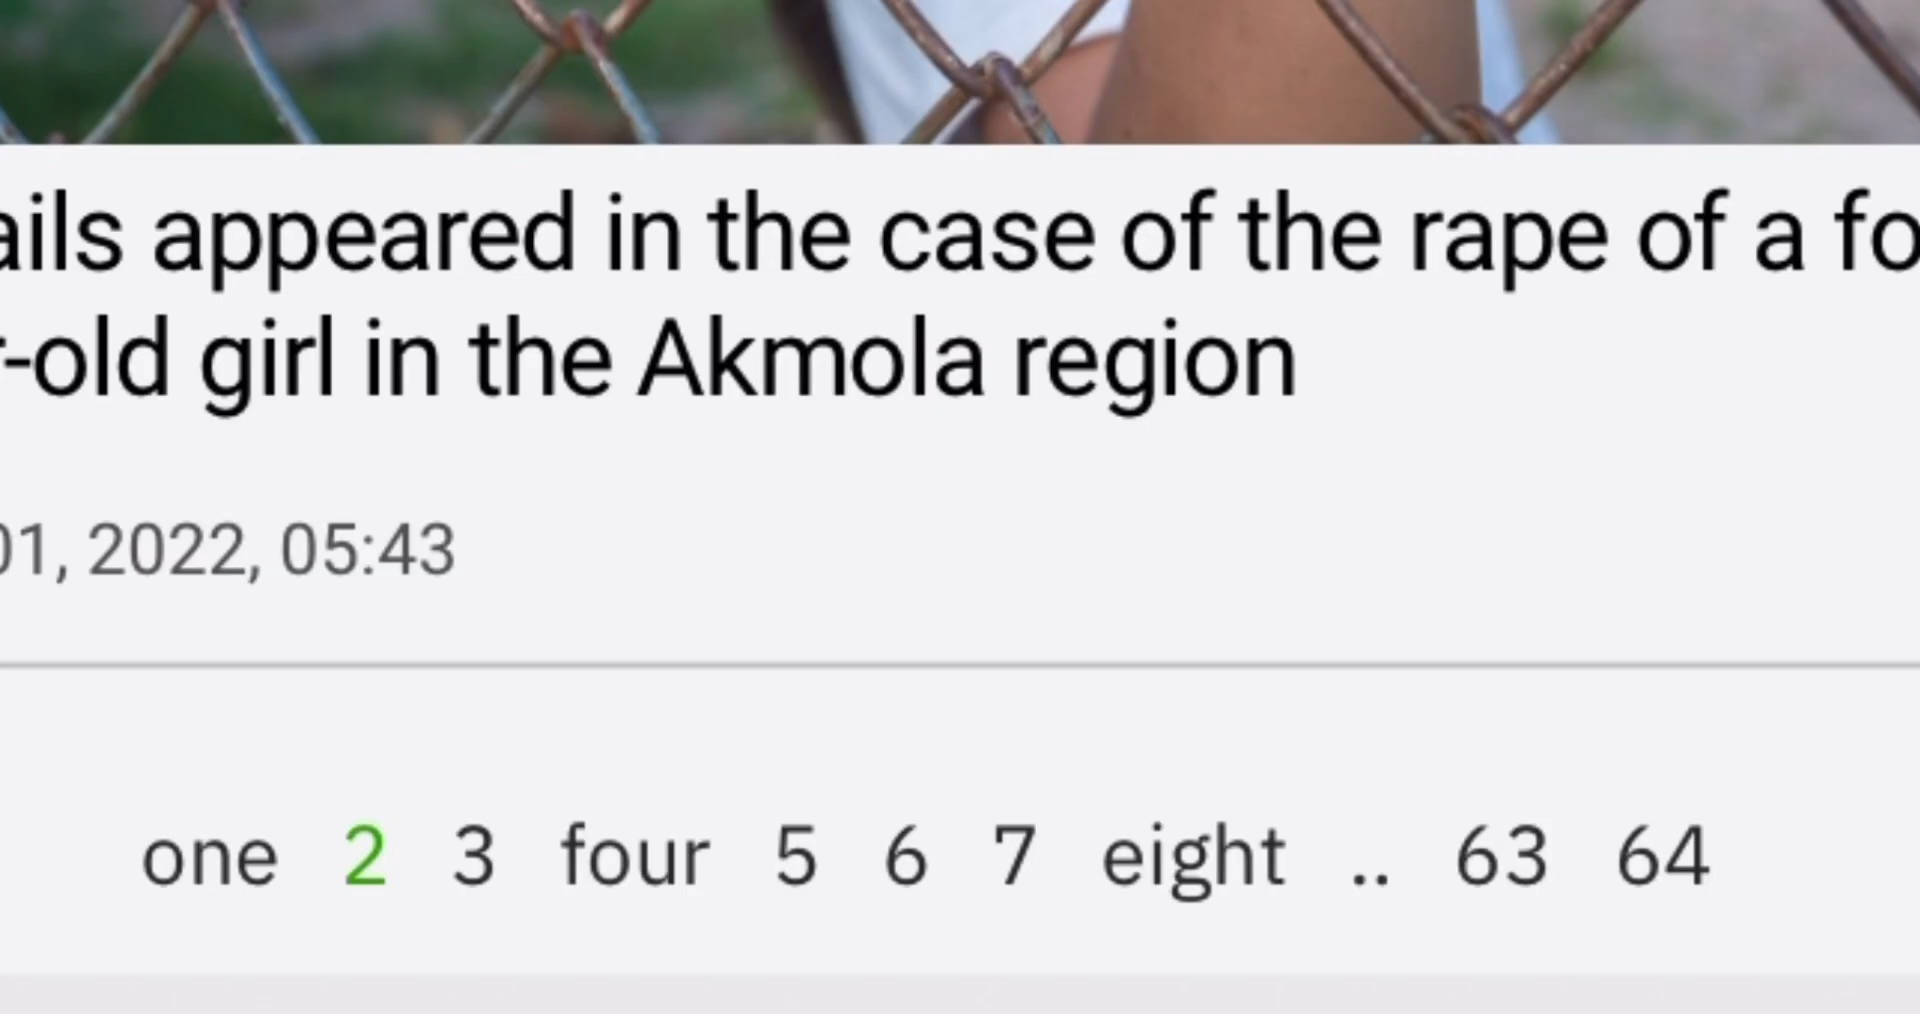 ails appeared in the case of the rape of a fo
r-old girl in the Akmola region
01, 2022, 05:43
one 2 3 four 5 6 7 eight .. 63 64